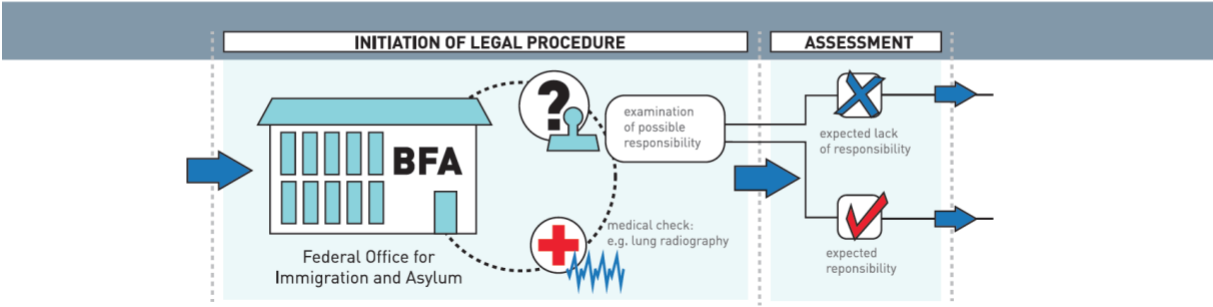 INITIATION OF LEGAL PROCEDURE
ASSESSMENT
?
BFA
Federal Office for
Immigration and Asylum
examination
of possible
responsibility
medical check:
e.g. lung radiography
expected lack
of responsibility
expected
reponsibility